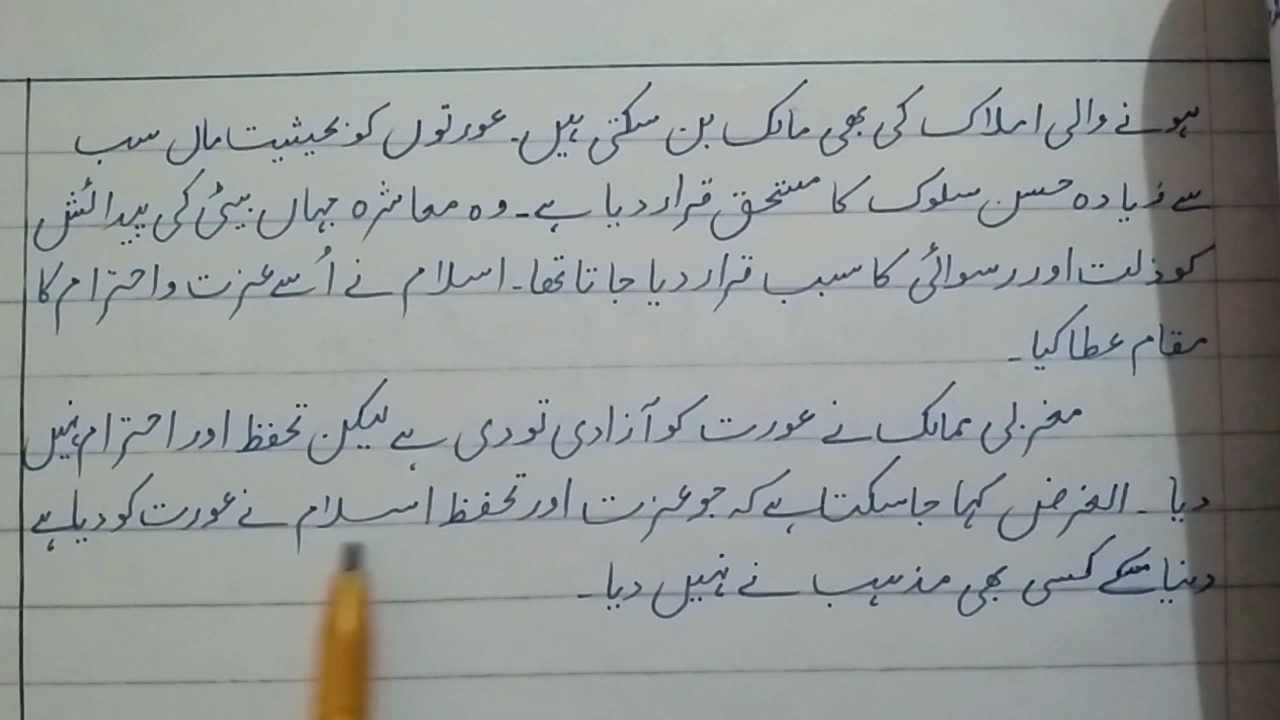 ہونے والی املاک کی بھی مالک بن سکتی ہیں۔ عورتوں کو بحیثیت ماں سب
سے زیادہ حسن سلوک کا مستحق قرار دیا ہے۔ وہ معاشرہ جہاں بیٹی کی پیدائش
کو ذلت اور رسوائی کا سبب قرار دیا جاتا تھا۔ اسلام نے اُسے عزت و احترام کا
مقام عطا کیا۔
مغربی ممالک نے عورت کو آزادی تو دی ہے لیکن تحفظ اور احترام نہیں
دیا۔ الغرض کہا جا سکتا ہے کہ جو عزت اور تحفظ اسلام نے عورت کو دیا ہے
دنیا کے کسی بھی مذہب نے نہیں دیا۔